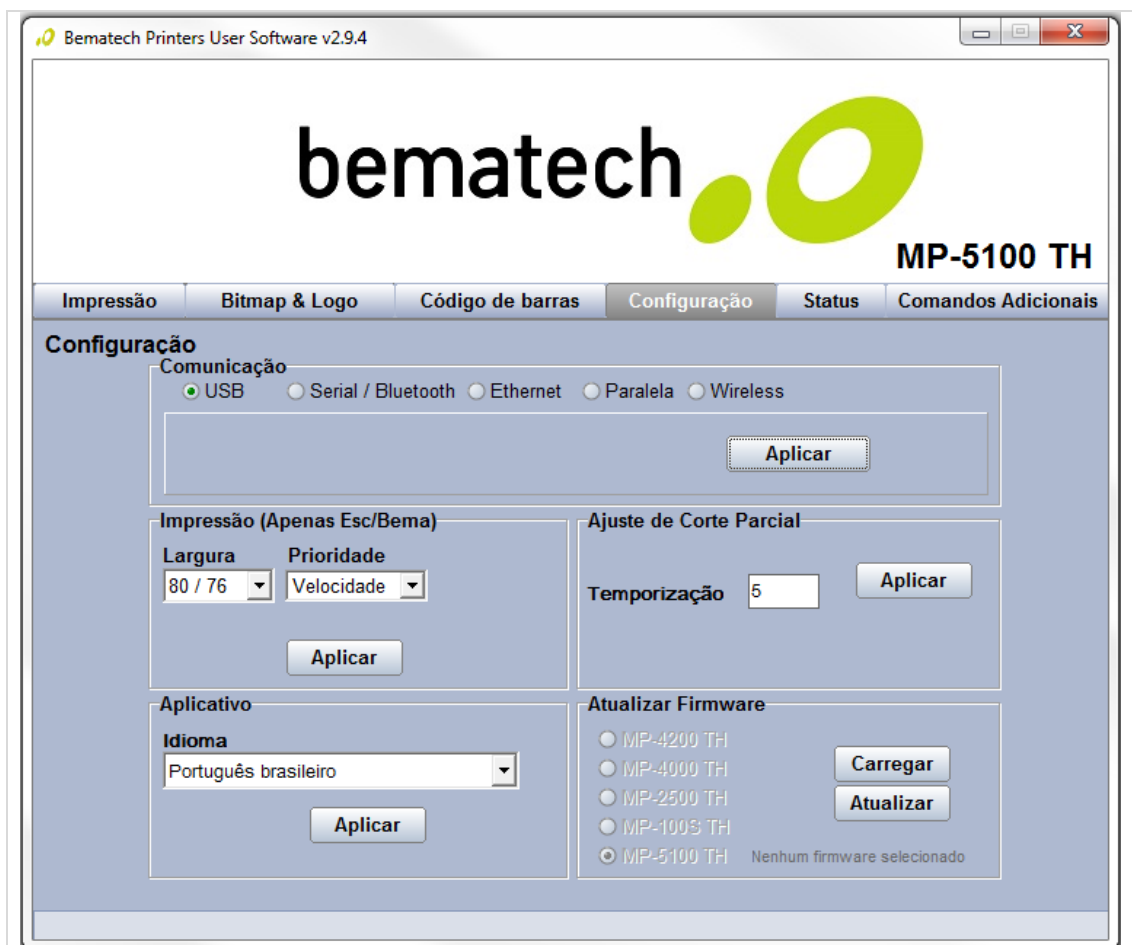 Bematech Printers User Software v2.9.4
bematech
MP-5100 TH
Impressão Bitmap & Logo Código de barras Configuração Status Comandos Adicionais
Configuração
Comunicação
USB Serial / Bluetooth Ethernet Paralela Wireless
Aplicar
Impressão (Apenas Esc/Bema)
Largura Prioridade
80 / 76 Velocidade
Aplicar
Ajuste de Corte Parcial
Temporização 5 Aplicar
Aplicativo
Idioma
Português brasileiro
Aplicar
Atualizar Firmware
MP-4200 TH
MP-4000 TH
MP-2500 TH
MP-100S TH
MP-5100 TH Nenhum firmware selecionado
Carregar
Atualizar